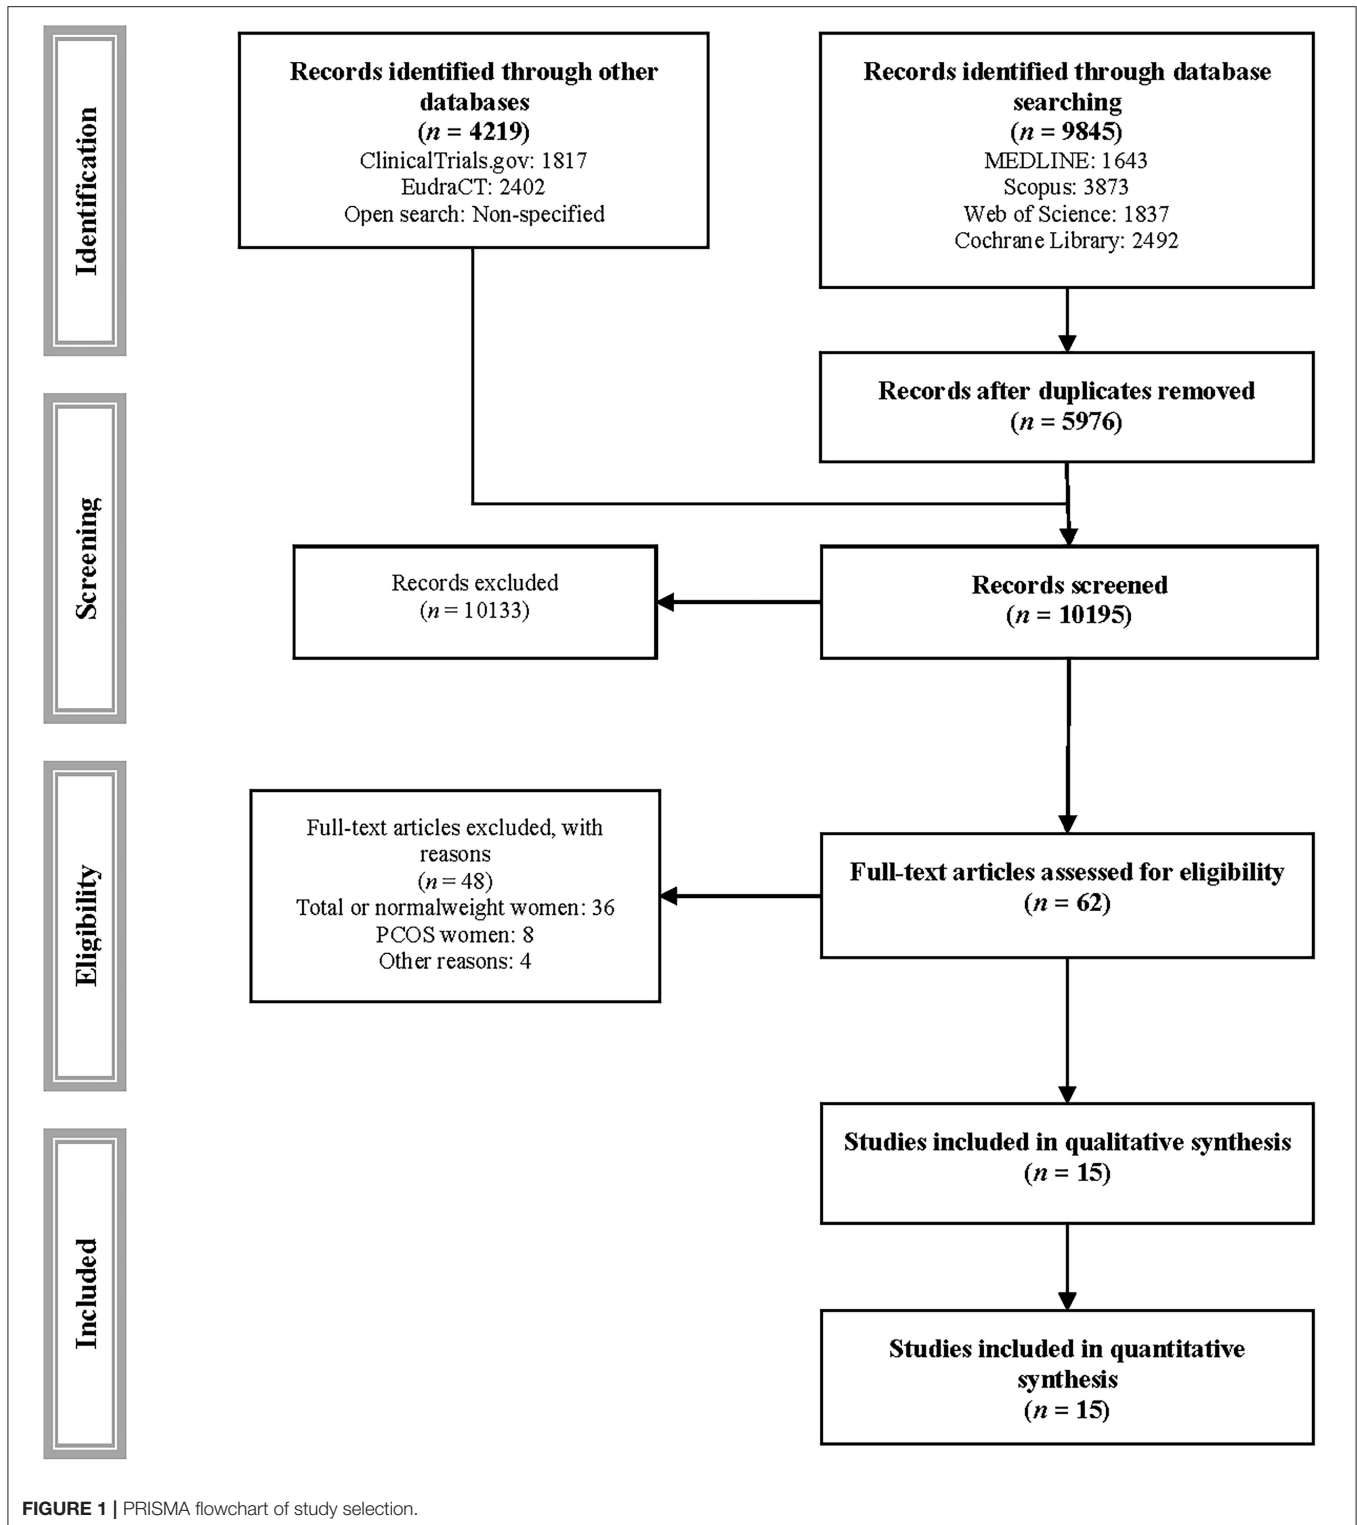 Identification
Records identified through other
databases
(n = 4219)
ClinicalTrials.gov: 1817
EudraCT: 2402
Open search: Non-specified
Records identified through database
searching
(n = 9845)
MEDLINE: 1643
Scopus: 3873
Web of Science: 1837
Cochrane Library: 2492
Records after duplicates removed
(n = 5976)
Screening
Records excluded
(n = 10133)
Records screened
(n = 10195)
Eligibility
Full-text articles excluded, with
reasons
(n = 48)
Total or normalweight women: 36
PCOS women: 8
Other reasons: 4
Full-text articles assessed for eligibility
(n = 62)
Included
Studies included in qualitative synthesis
(n = 15)
Studies included in quantitative
synthesis
(n = 15)
FIGURE 1 | PRISMA flowchart of study selection.